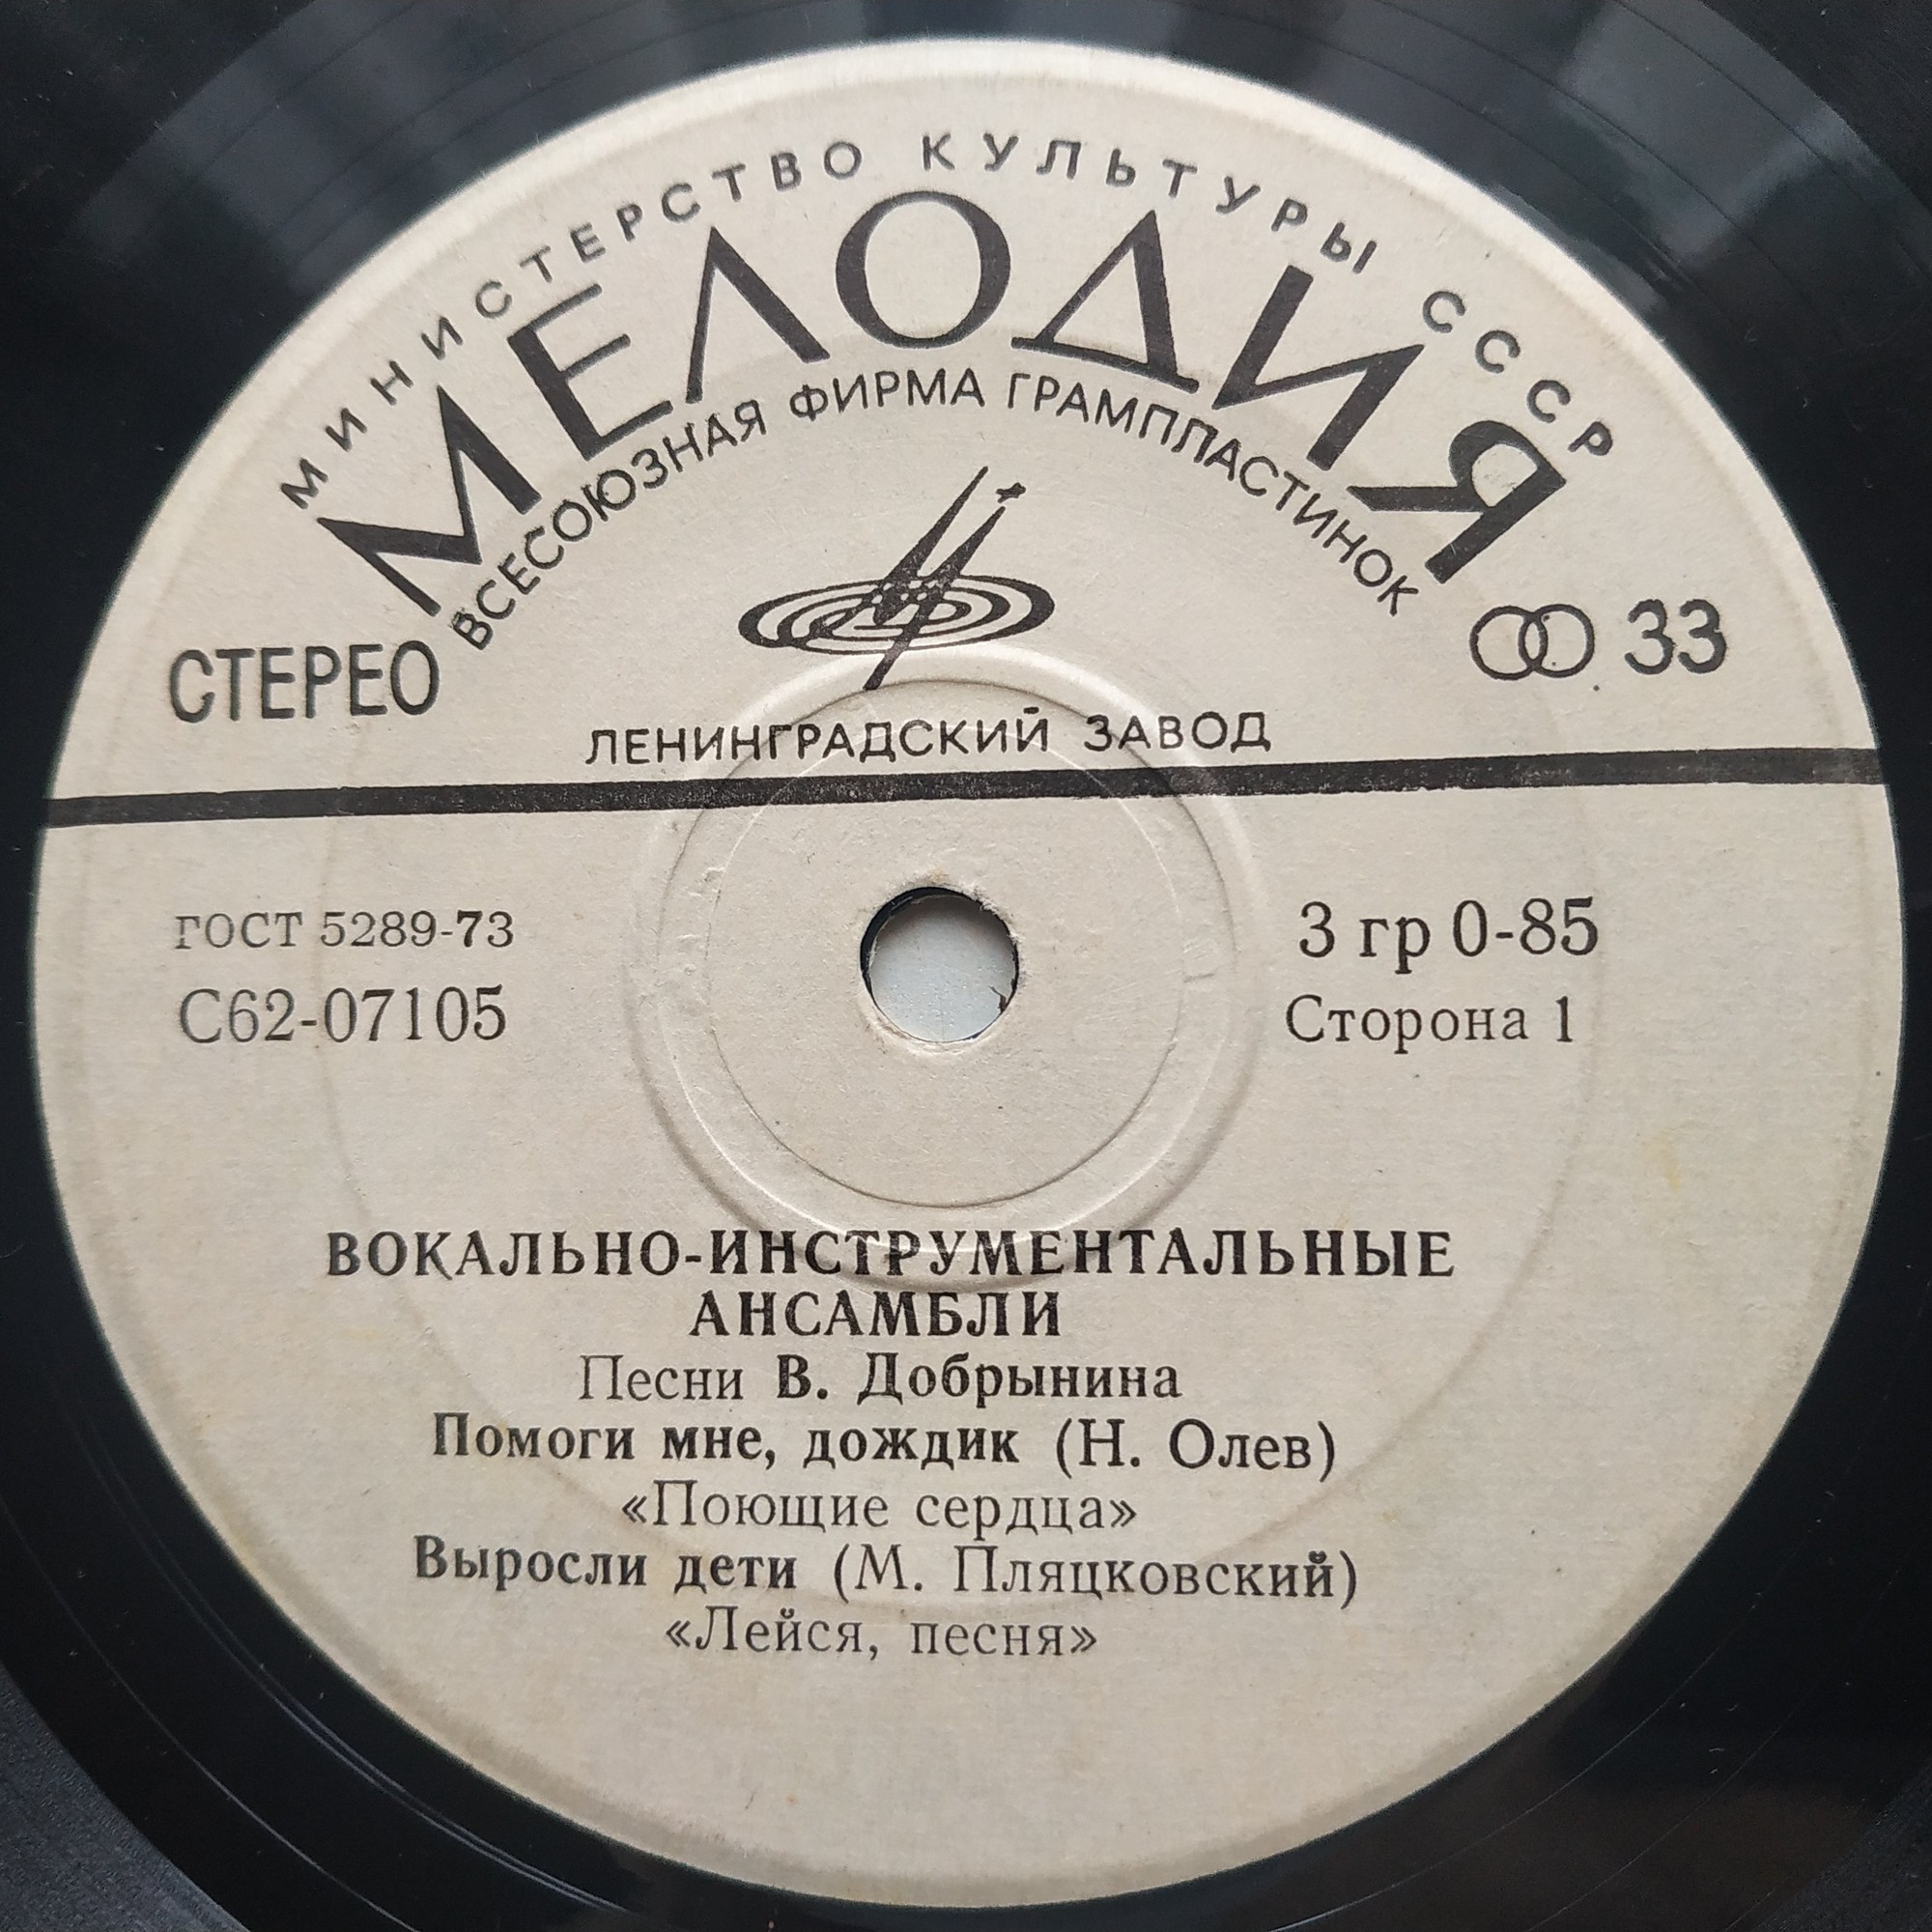 МИНИСТЕРСТВО КУЛЬТУРЫ СССР
МЕЛОДИЯ
ВСЕСОЮЗНАЯ ФИРМА ГРАМПЛАСТИНОК
СТЕРЕО
33
ЛЕНИНГРАДСКИЙ ЗАВОД
ГОСТ 5289-73
3 гр 0-85
С62-07105
Сторона 1
ВОКАЛЬНО-ИНСТРУМЕНТАЛЬНЫЕ
АНСАМБЛИ
Песни В. Добрынина
Помоги мне, дождик (Н. Олев)
«Поющие сердца»
Выросли дети (М. Пляцковский)
«Лейся, песня»